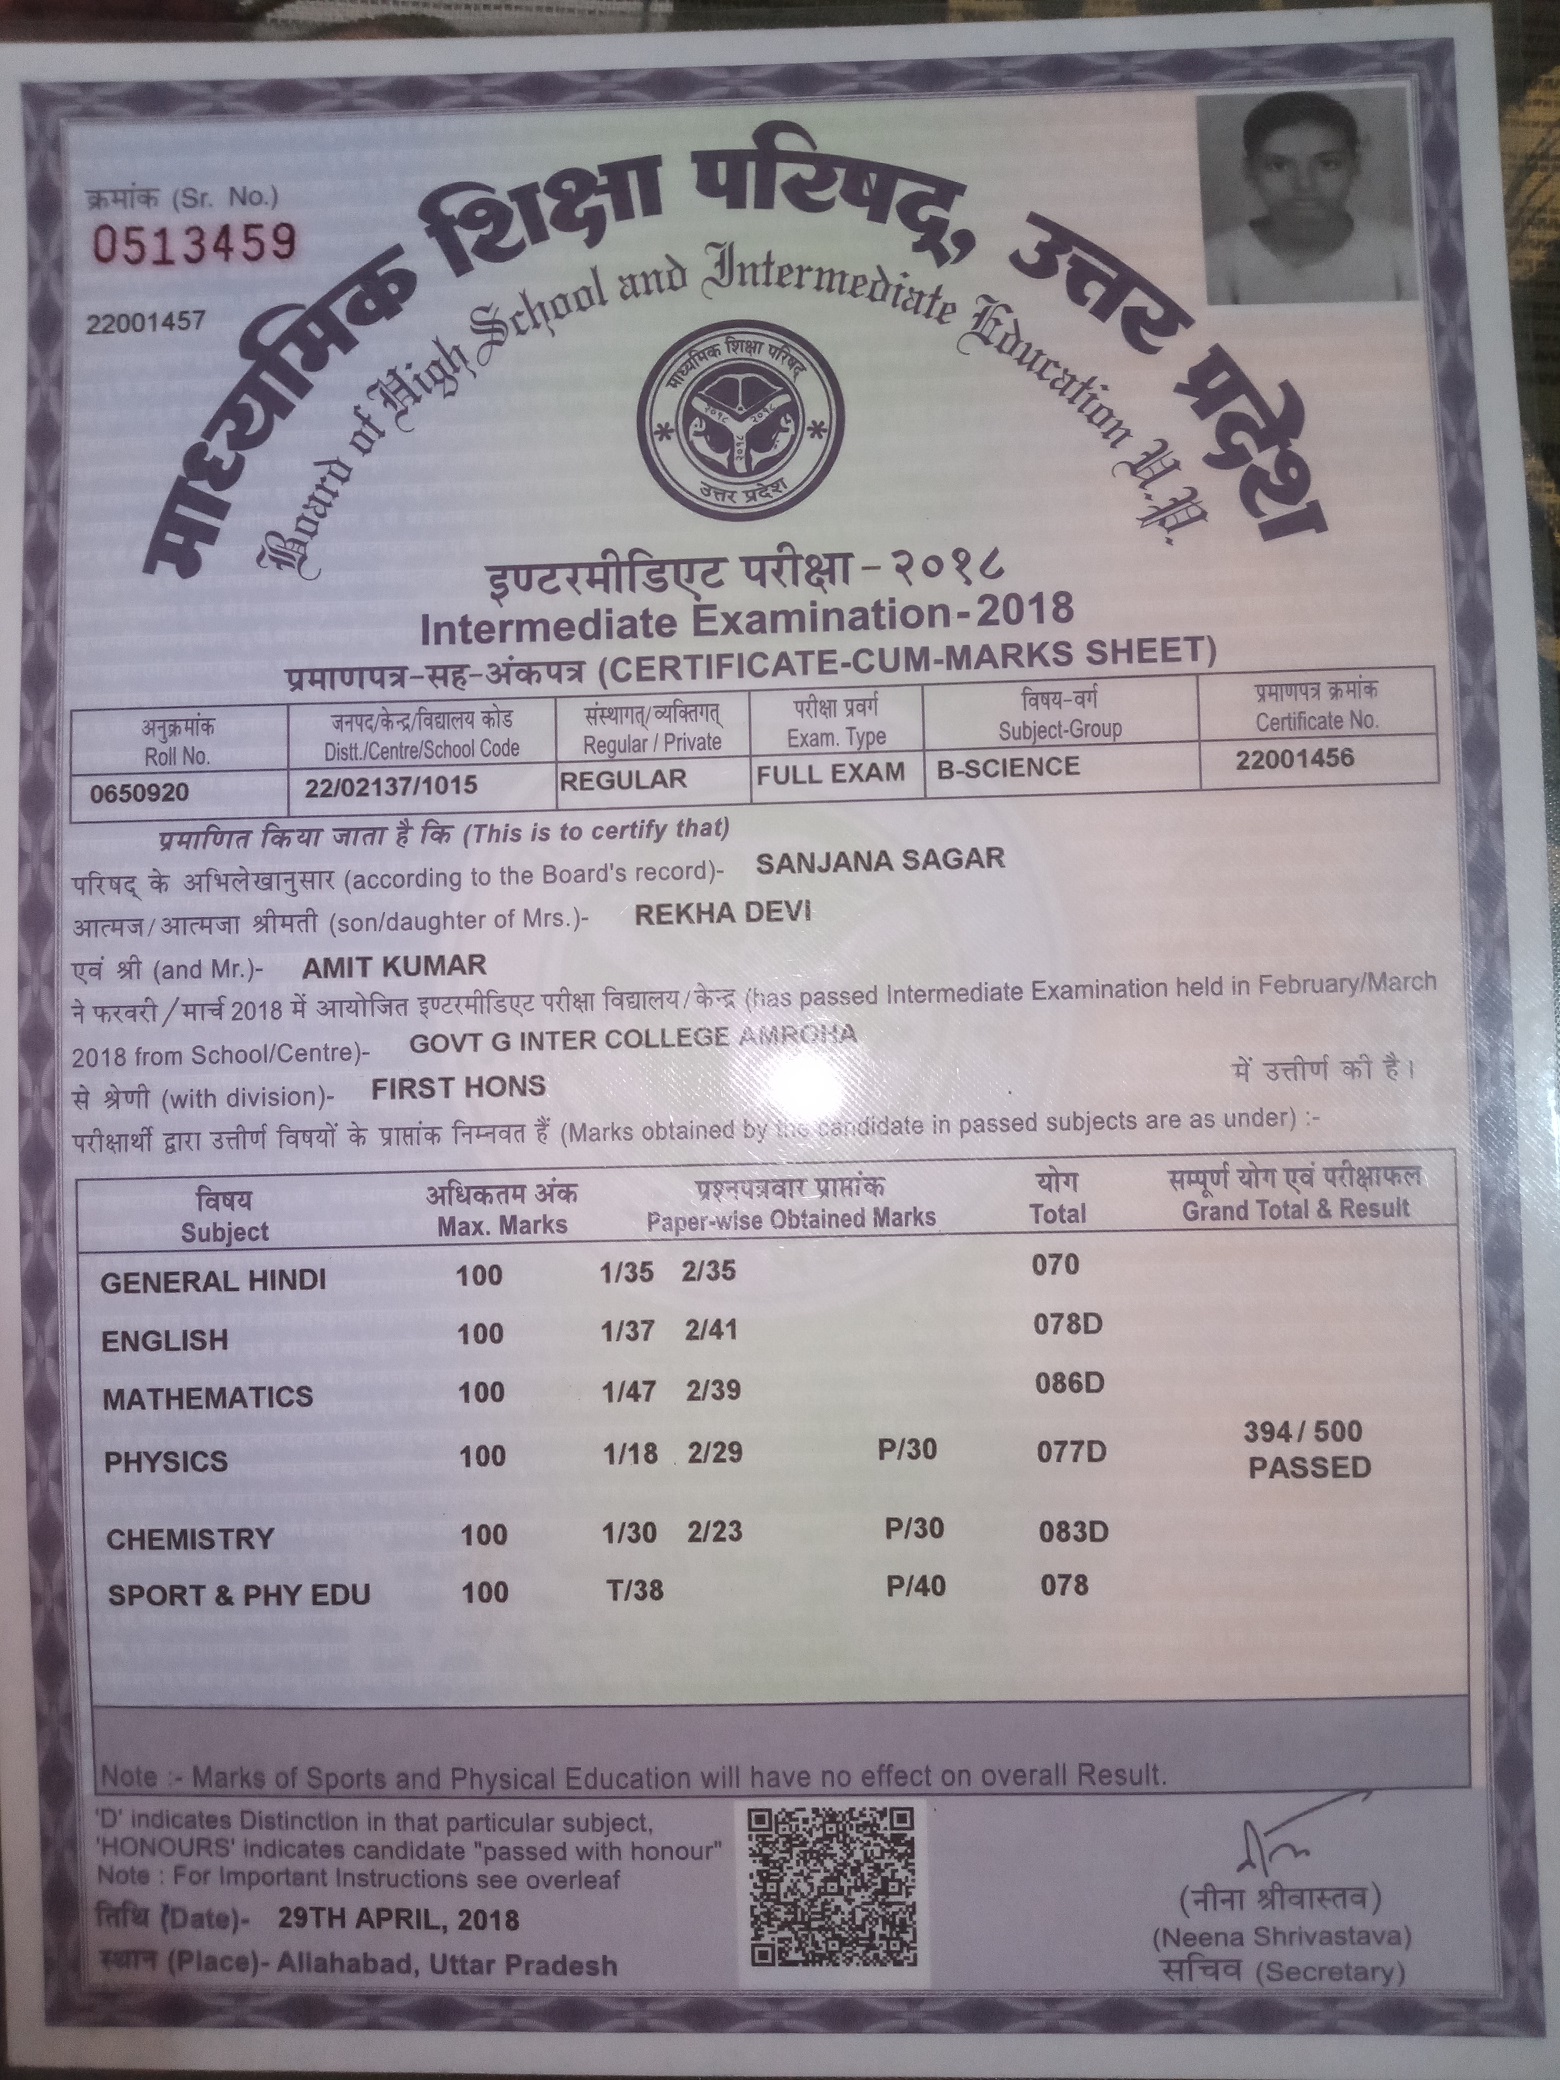 क्रमांक (Sr. No.)
0513459
22001457
माध्यमिक शिक्षा परिषद्, उत्तर प्रदेश
Board of High School and Intermediate Education U.P.
माध्यमिक शिक्षा परिषद्
२०१८ २०१८
२०१८
उत्तर प्रदेश
इण्टरमीडिएट परीक्षा-२०१८
Intermediate Examination-2018
प्रमाणपत्र-सह-अंकपत्र (CERTIFICATE-CUM-MARKS SHEET)
अनुक्रमांक जनपद/केन्द्र/विद्यालय कोड संस्थागत्/व्यक्तिगत् परीक्षा प्रवर्ग विषय-वर्ग प्रमाणपत्र क्रमांक
Roll No. Distt./Centre/School Code Regular / Private Exam. Type Subject-Group Certificate No.
0650920 22/02137/1015 REGULAR FULL EXAM B-SCIENCE 22001456
प्रमाणित किया जाता है कि (This is to certify that)
परिषद् के अभिलेखानुसार (according to the Board's record)- SANJANA SAGAR
आत्मज/आत्मजा श्रीमती (son/daughter of Mrs.)- REKHA DEVI
एवं श्री (and Mr.)- AMIT KUMAR
ने फरवरी/मार्च 2018 में आयोजित इण्टरमीडिएट परीक्षा विद्यालय/केन्द्र (has passed Intermediate Examination held in February/March
2018 from School/Centre)- GOVT G INTER COLLEGE AMROHA
से श्रेणी (with division)- FIRST HONS में उत्तीर्ण की है।
परीक्षार्थी द्वारा उत्तीर्ण विषयों के प्राप्तांक निम्नवत हैं (Marks obtained by the candidate in passed subjects are as under) :-
विषय अधिकतम अंक प्रश्नपत्रवार प्राप्तांक योग सम्पूर्ण योग एवं परीक्षाफल
Subject Max. Marks Paper-wise Obtained Marks Total Grand Total & Result
GENERAL HINDI 100 1/35 2/35 070
ENGLISH 100 1/37 2/41 078D
MATHEMATICS 100 1/47 2/39 086D
PHYSICS 100 1/18 2/29 P/30 077D 394/ 500
PASSED
CHEMISTRY 100 1/30 2/23 P/30 083D
SPORT & PHY EDU 100 T/38 P/40 078
Note :- Marks of Sports and Physical Education will have no effect on overall Result.
'D' indicates Distinction in that particular subject,
'HONOURS' indicates candidate "passed with honour"
Note : For Important Instructions see overleaf
तिथि (Date)- 29TH APRIL, 2018
स्थान (Place)- Allahabad, Uttar Pradesh
(नीना श्रीवास्तव)
(Neena Shrivastava)
सचिव (Secretary)